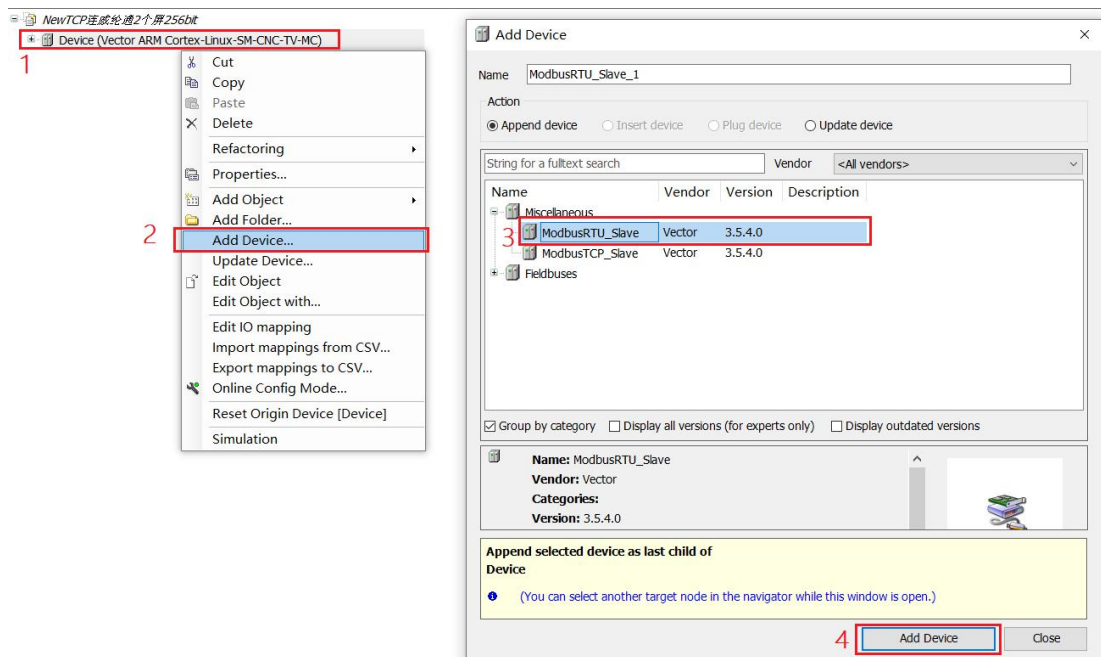 NewTCP连威纶通2个屏256bit
Device (Vector ARM Cortex-Linux-SM-CNC-TV-MC)
1
Cut
Copy
Paste
Delete
Refactoring
Properties...
Add Object
Add Folder...
2
Add Device...
Update Device...
Edit Object
Edit Object with...
Edit IO mapping
Import mappings from CSV...
Export mappings to CSV...
Online Config Mode...
Reset Origin Device [Device]
Simulation
Add Device
Name ModbusRTU_Slave_1
Action
Append device Insert device Plug device Update device
String for a fulltext search Vendor <All vendors>
Name Vendor Version Description
Miscellaneous
3 ModbusRTU_Slave Vector 3.5.4.0
ModbusTCP_Slave Vector 3.5.4.0
Fieldbuses
Group by category Display all versions (for experts only) Display outdated versions
Name: ModbusRTU_Slave
Vendor: Vector
Categories:
Version: 3.5.4.0
Append selected device as last child of
Device
(You can select another target node in the navigator while this window is open.)
4 Add Device Close